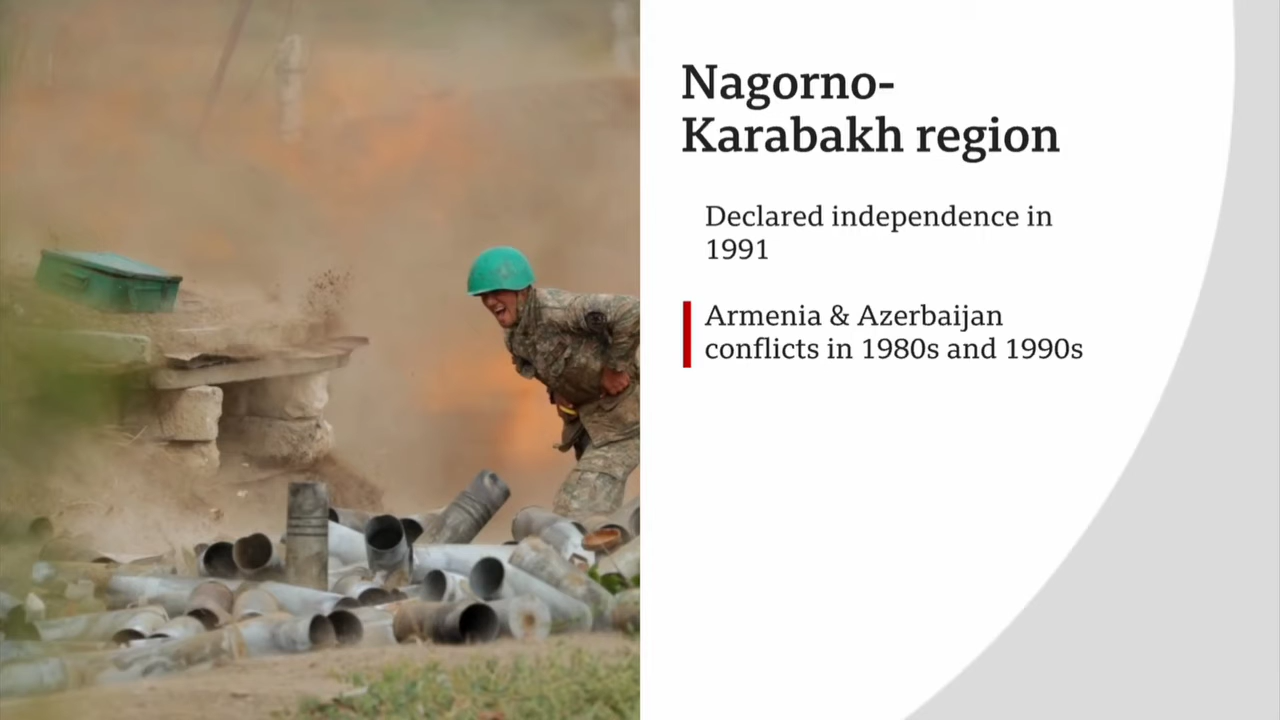 Nagorno-
Karabakh region
Declared independence in
1991
Armenia & Azerbaijan
conflicts in 1980s and 1990s